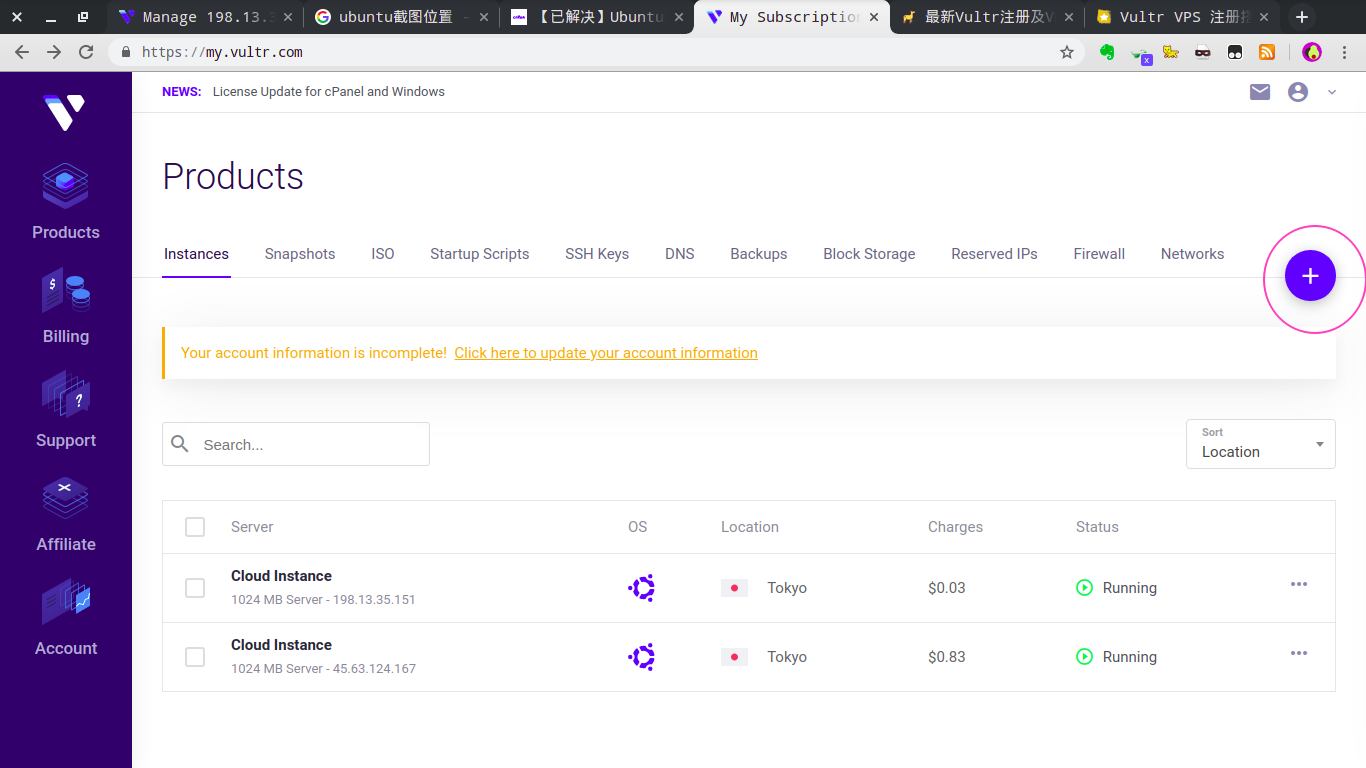 Manage 198.13.3
ubuntu截图位置 -
【已解决】Ubuntu
My Subscription
最新Vultr注册及V
Vultr VPS 注册搭
https://my.vultr.com
x
NEWS: License Update for cPanel and Windows
Products
Products
Billing
Support
Affiliate
Account
Instances
Snapshots
ISO
Startup Scripts
SSH Keys
DNS
Backups
Block Storage
Reserved IPs
Firewall
Networks
+
Your account information is incomplete! Click here to update your account information
Search...
Sort
Location
Server OS Location Charges Status
Cloud Instance
1024 MB Server - 198.13.35.151
Tokyo $0.03 Running
Cloud Instance
1024 MB Server - 45.63.124.167
Tokyo $0.83 Running